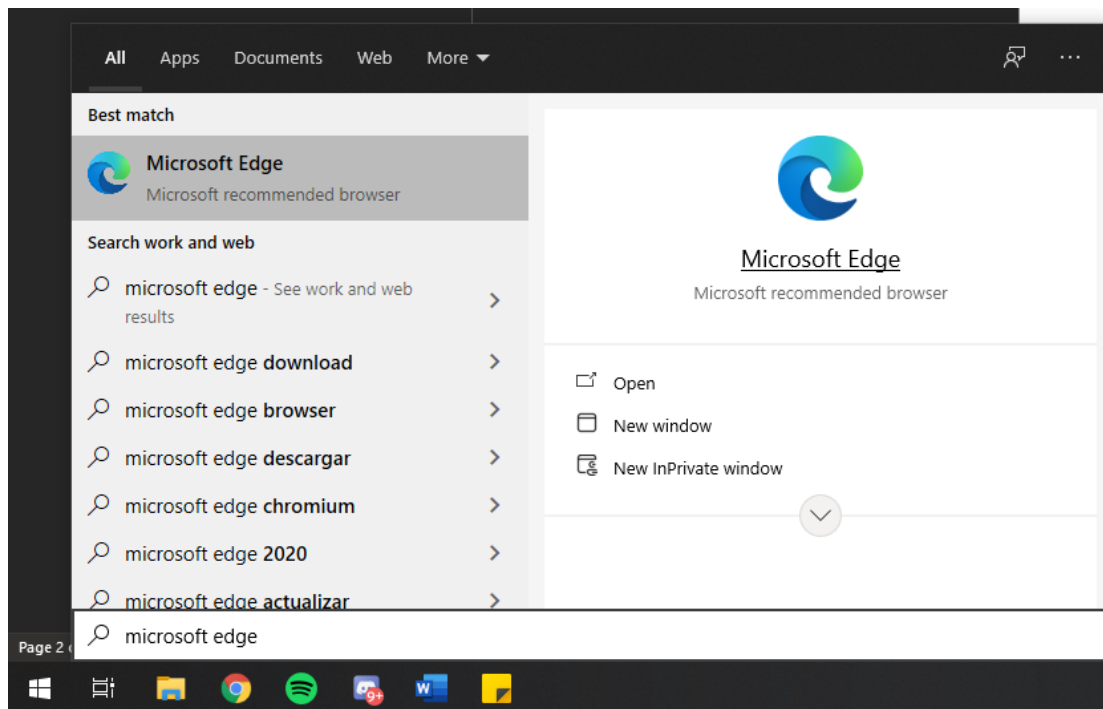 All Apps Documents Web More
Best match
Microsoft Edge
Microsoft recommended browser
Search work and web
microsoft edge - See work and web
results
microsoft edge download
microsoft edge browser
microsoft edge descargar
microsoft edge chromium
microsoft edge 2020
microsoft edge actualizar
Microsoft Edge
Microsoft recommended browser
Open
New window
New InPrivate window
microsoft edge
Page 2
9+
W